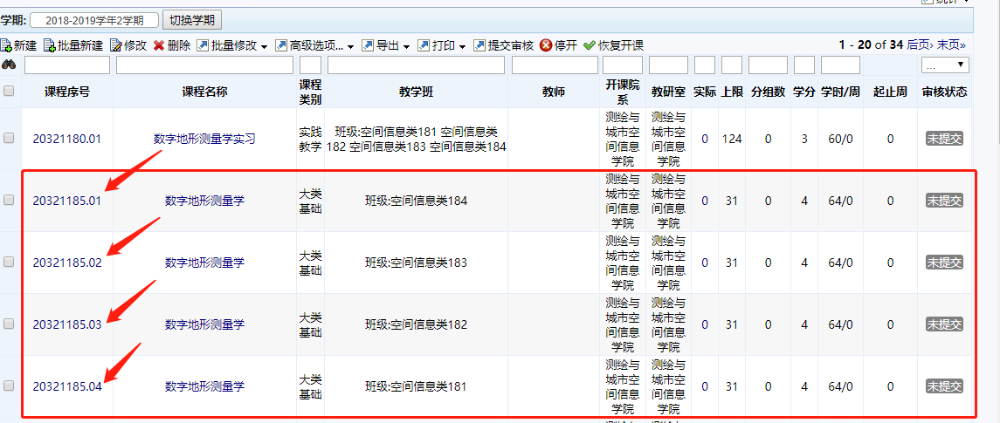 学期: 2018-2019学年2学期 切换学期
新建 批量新建 修改 删除 批量修改 高级选项... 导出 打印 提交审核 停开 恢复开课 1 - 20 of 34 后页› 末页»
...
课程序号 课程名称 课程类别 教学班 教师 开课院系 教研室 实际 上限 分组数 学分 学时/周 起止周 审核状态
20321180.01 数字地形测量学实习 实践教学 班级:空间信息类181 空间信息类182 空间信息类183 空间信息类184 测绘与城市空间信息学院 测绘与城市空间信息学院 0 124 0 3 60/0 0 未提交
20321185.01 数字地形测量学 大类基础 班级:空间信息类184 测绘与城市空间信息学院 测绘与城市空间信息学院 0 31 0 4 64/0 0 未提交
20321185.02 数字地形测量学 大类基础 班级:空间信息类183 测绘与城市空间信息学院 测绘与城市空间信息学院 0 31 0 4 64/0 0 未提交
20321185.03 数字地形测量学 大类基础 班级:空间信息类182 测绘与城市空间信息学院 测绘与城市空间信息学院 0 31 0 4 64/0 0 未提交
20321185.04 数字地形测量学 大类基础 班级:空间信息类181 测绘与城市空间信息学院 测绘与城市空间信息学院 0 31 0 4 64/0 0 未提交